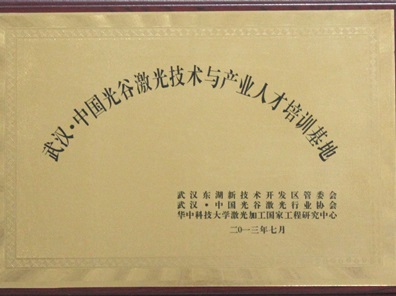 武汉·中国光谷激光技术与产业人才培训基地
武汉东湖新技术开发区管委会
武汉·中国光谷激光行业协会
华中科技大学激光加工国家工程研究中心
二〇一三年七月